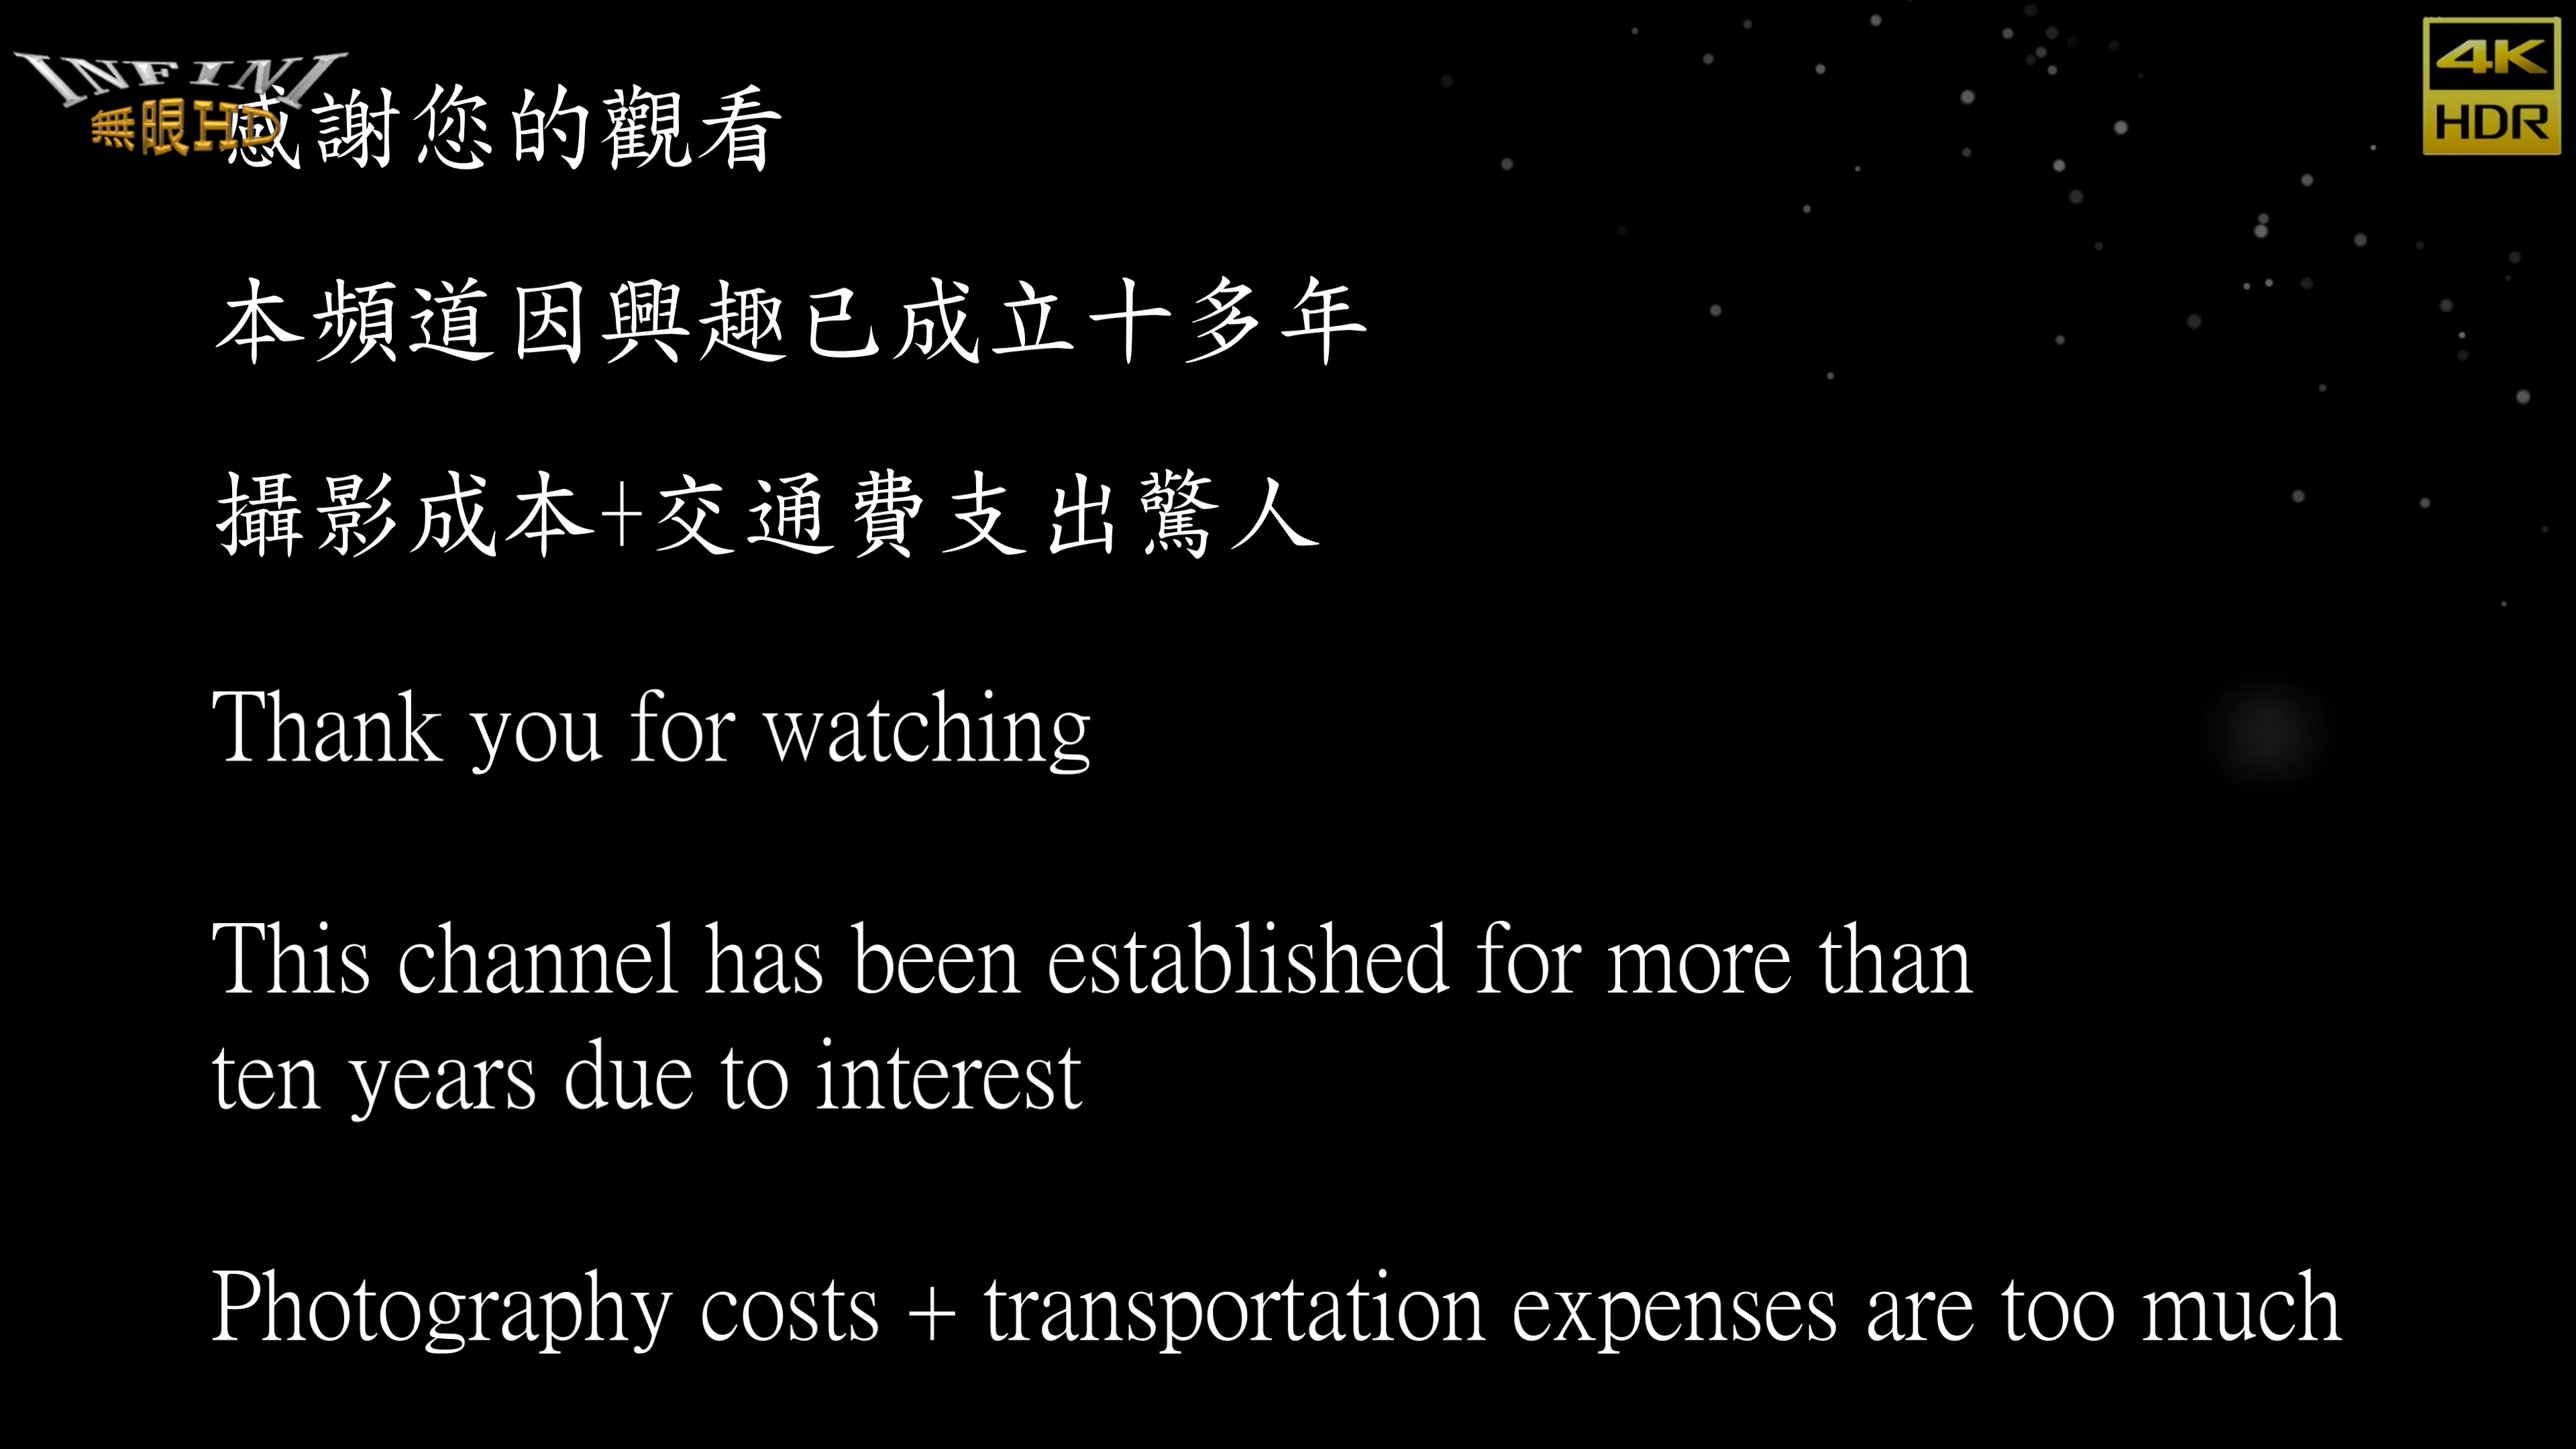 INFINI
無限HD
4K
HDR
感謝您的觀看
本頻道因興趣已成立十多年
攝影成本+交通費支出驚人
Thank you for watching
This channel has been established for more than
ten years due to interest
Photography costs + transportation expenses are too much